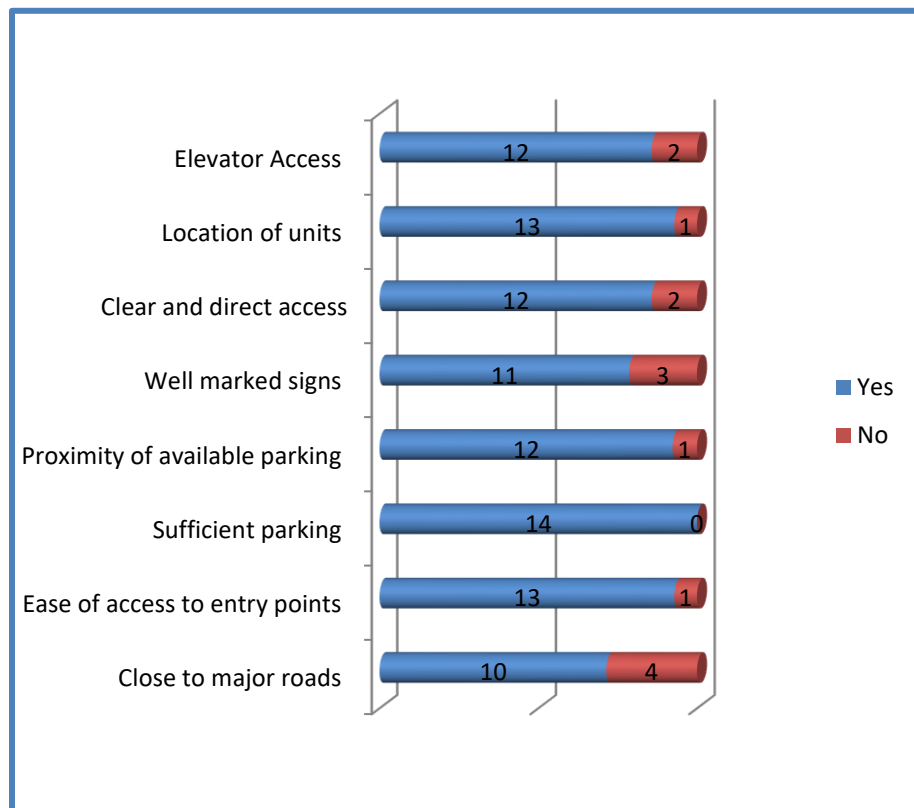 Elevator Access 12 2
Location of units 13 1
Clear and direct access 12 2
Well marked signs 11 3
Proximity of available parking 12 1
Sufficient parking 14 0
Ease of access to entry points 13 1
Close to major roads 10 4
Yes
No